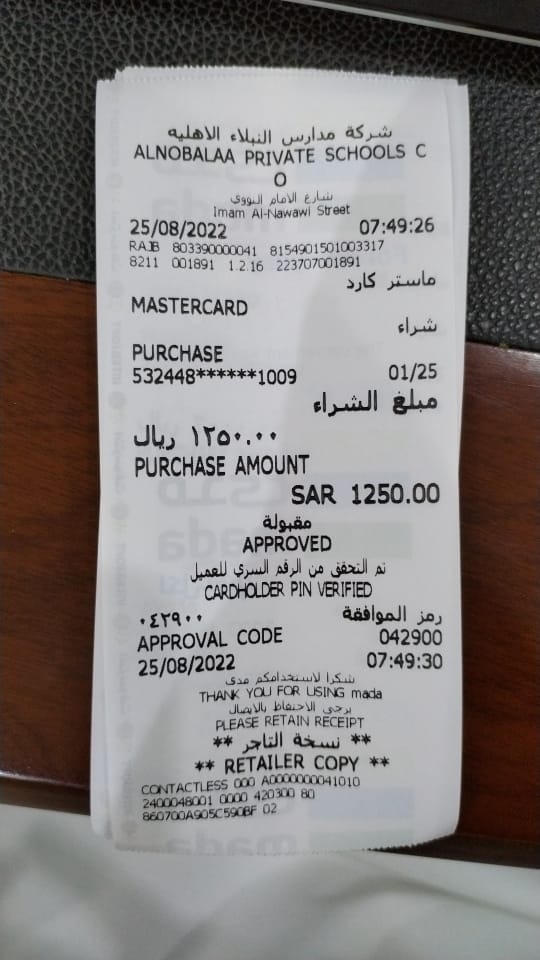 شركة مدارس النبلاء الاهليه
ALNOBALAA PRIVATE SCHOOLS C
O
شارع الامام النووي
Imam Al-Nawawi Street
25/08/2022 07:49:26
RAJB 803390000041 8154901501003317
8211 001891 1.2.16 223707001891
ماستر كارد
MASTERCARD
شراء
PURCHASE
532448******1009 01/25
مبلغ الشراء
١٢٥٠.٠٠ ريال
PURCHASE AMOUNT
SAR 1250.00
مقبولة
APPROVED
تم التحقق من الرقم السري للعميل
CARDHOLDER PIN VERIFIED
رمز الموافقة ٠٤٢٩٠٠
APPROVAL CODE 042900
25/08/2022 07:49:30
شكرا لاستخدامكم مدى
THANK YOU FOR USING mada
يرجى الاحتفاظ بالايصال
PLEASE RETAIN RECEIPT
** نسخة التاجر **
** RETAILER COPY **
CONTACTLESS 000 A0000000041010
2400048001 0000 420300 80
860700A905C590BF 02